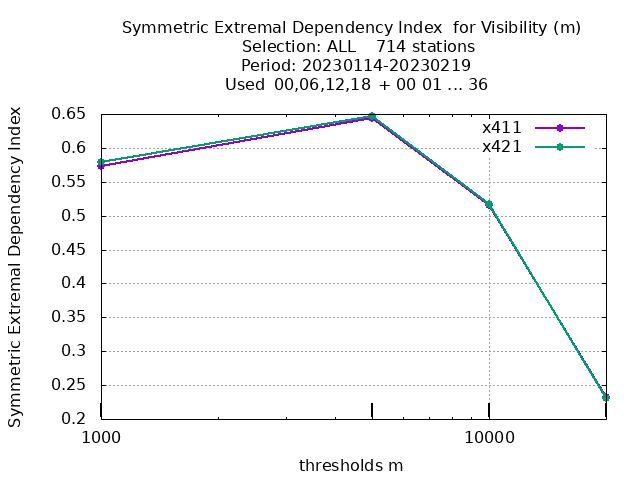 Symmetric Extremal Dependency Index  for Visibility (m)
Selection: ALL    714 stations
Period: 20230114-20230219
Used  00,06,12,18  + 00 01 ... 36
Symmetric Extremal Dependency Index
0.65
0.6
0.55
0.5
0.45
0.4
0.35
0.3
0.25
0.2
x411
x421
1000
10000
thresholds m